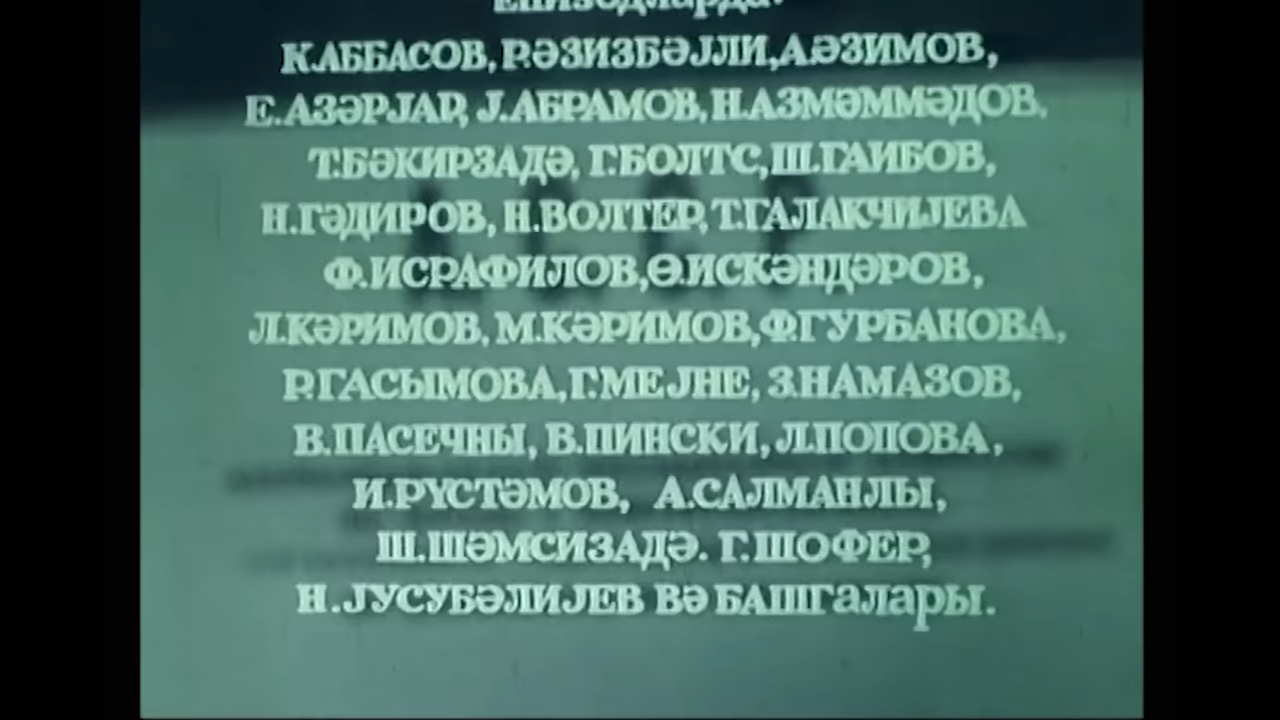 Епизодларда:
К.АББАСОВ, Р.ӘЗИЗБӘЈЛИ, А.ӘЗИМОВ,
Е.АЗӘРЈАР, Ј.АБРАМОВ, Н.АЗМӘММӘДОВ,
Т.БӘКИРЗАДӘ, Г.БОЛТС, Ш.ГАИБОВ,
Н.ГӘДИРОВ, Н.ВОЛТЕР, Т.ГАЛАКЧИЈЕВА
Ф.ИСРАФИЛОВ, Ө.ИСКӘНДӘРОВ,
Л.КӘРИМОВ, М.КӘРИМОВ, Ф.ГУРБАНОВА,
Р.ГАСЫМОВА, Г.МЕЈНЕ, З.НАМАЗОВ,
В.ПАСЕЧНЫ, В.ПИНСКИ, Л.ПОПОВА,
И.РҮСТӘМОВ, А.САЛМАНЛЫ,
Ш.ШӘМСИЗАДӘ. Г.ШОФЕР,
Н.ЈУСУБӘЛИЈЕВ ВӘ БАШГалары.